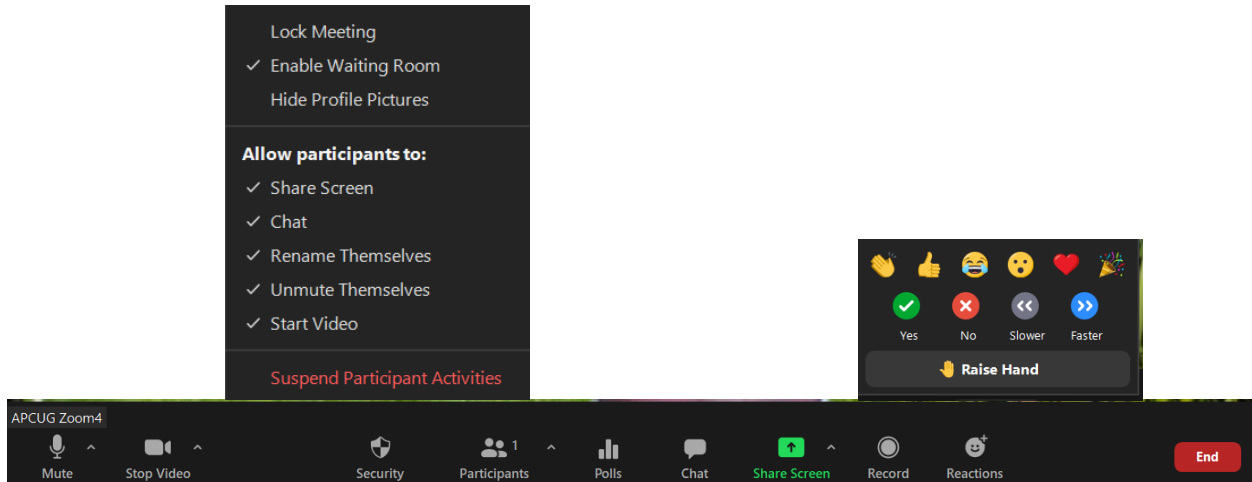 Lock Meeting
Enable Waiting Room
Hide Profile Pictures
Allow participants to:
Share Screen
Chat
Rename Themselves
Unmute Themselves
Start Video
Suspend Participant Activities
Yes No Slower Faster
Raise Hand
APCUG Zoom4
1
Mute Stop Video Security Participants Polls Chat Share Screen Record Reactions End